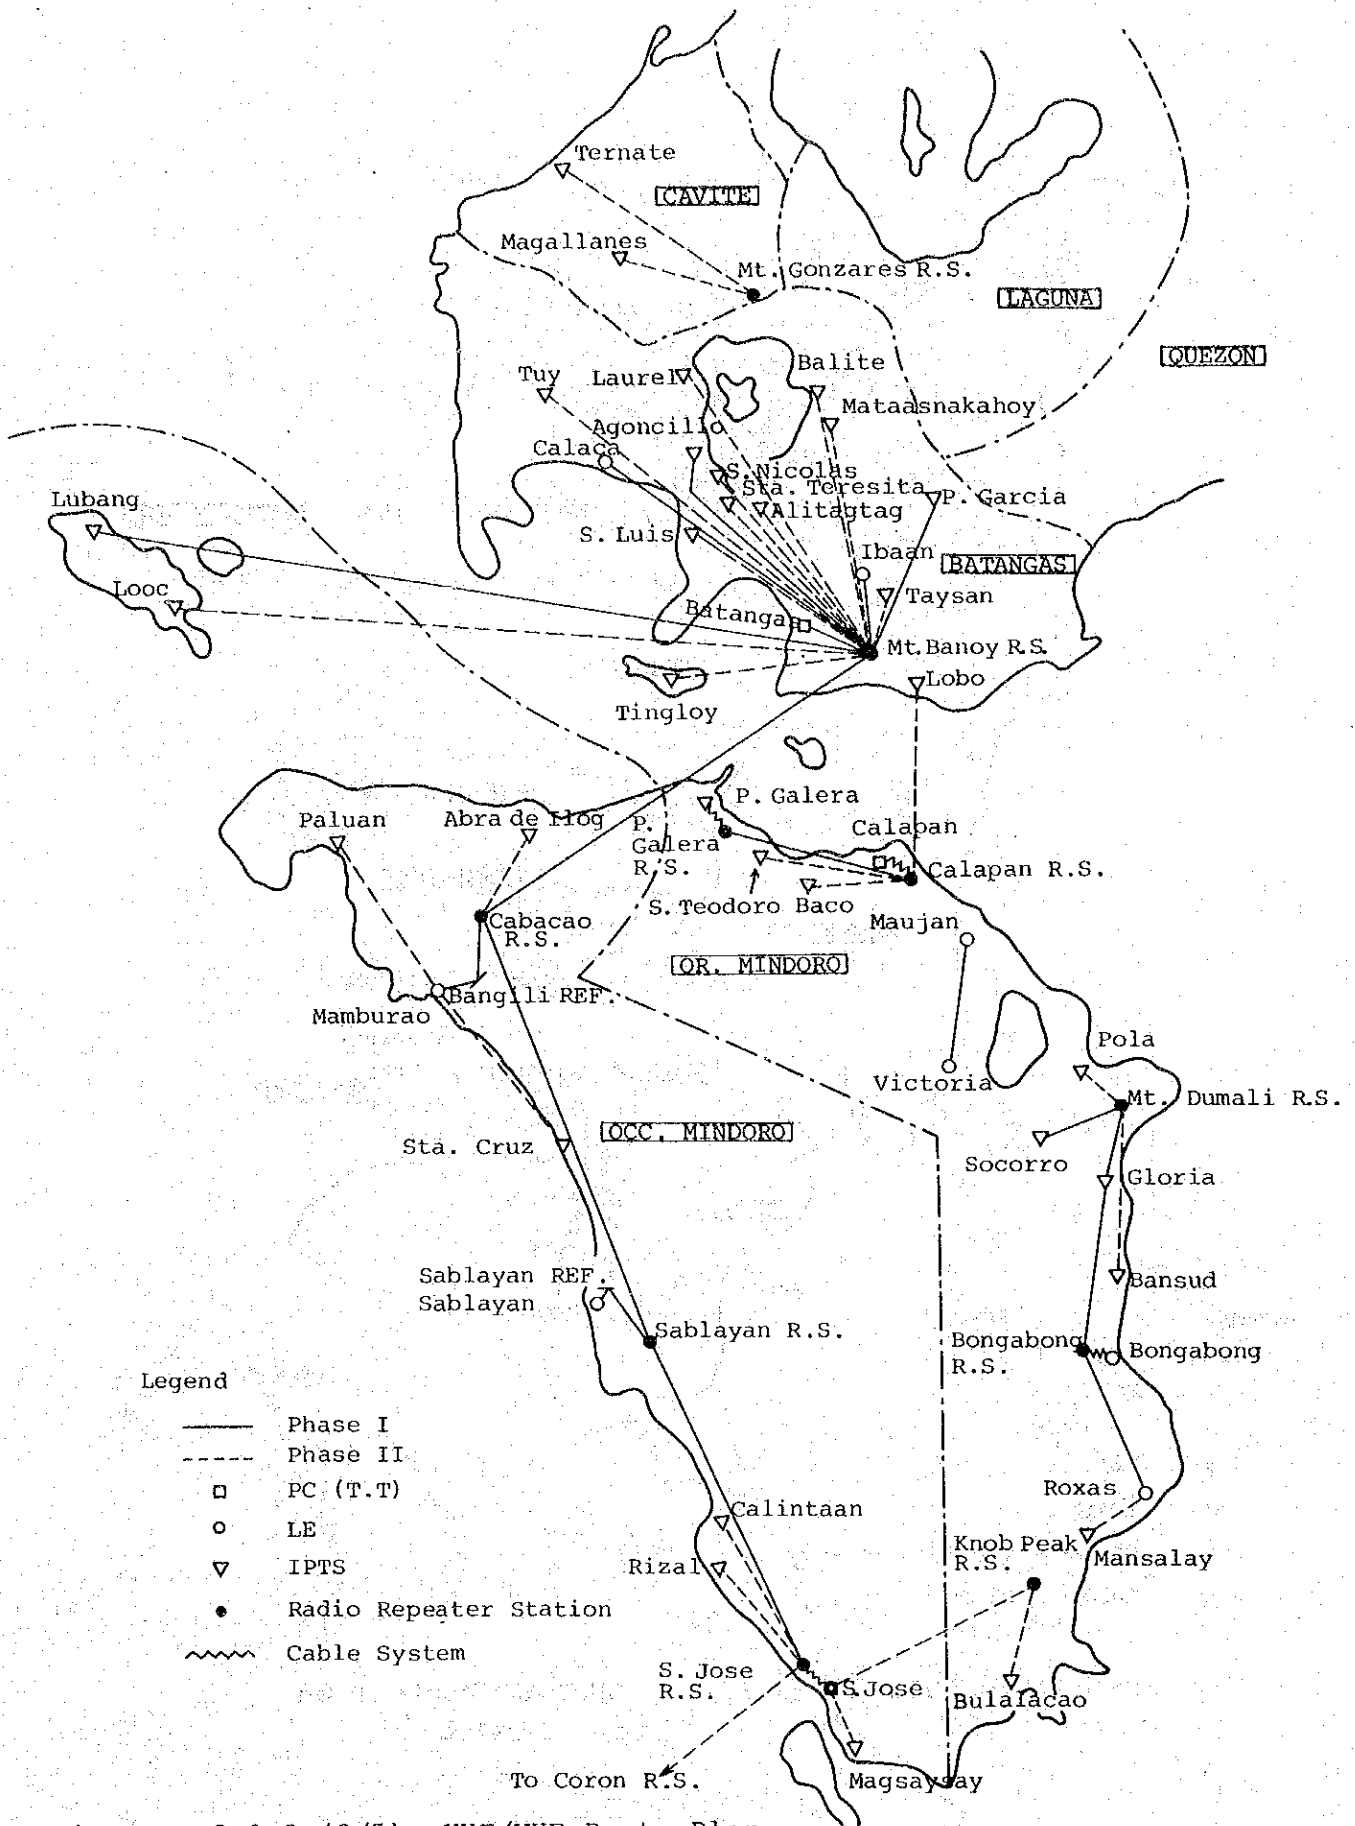 Ternate
CAVITE
Magallanes
Mt. Gonzares R.S.
LAGUNA
QUEZON
Balite
Tuy
Laurel
Mataasnakahoy
Agoncillo
Calaca
S. Nicolas
Sta. Teresita
Lubang
P. Garcia
Alitagtag
S. Luis
Ibaan
BATANGAS
Looc
Taysan
Batangas
Mt. Banoy R.S.
Lobo
Tingloy
P. Galera
Paluan
Abra de Ilog
P.
Galera
R.S.
Calapan
Calapan R.S.
S. Teodoro Baco
Cabacao
R.S.
Maujan
OR. MINDORO
Bangili REF.
Mamburao
Pola
Victoria
Mt. Dumali R.S.
OCC. MINDORO
Sta. Cruz
Socorro
Gloria
Sablayan REF.
Sablayan
Bansud
Sablayan R.S.
Bongabong
R.S.
Bongabong
Legend
Phase I
Phase II
PC (T.T)
LE
IPTS
Radio Repeater Station
Cable System
Roxas
Calintaan
Knob Peak
R.S.
Mansalay
Rizal
S. Jose
R.S.
S.Jose
Bulalacao
To Coron R.S.
Magsaysay